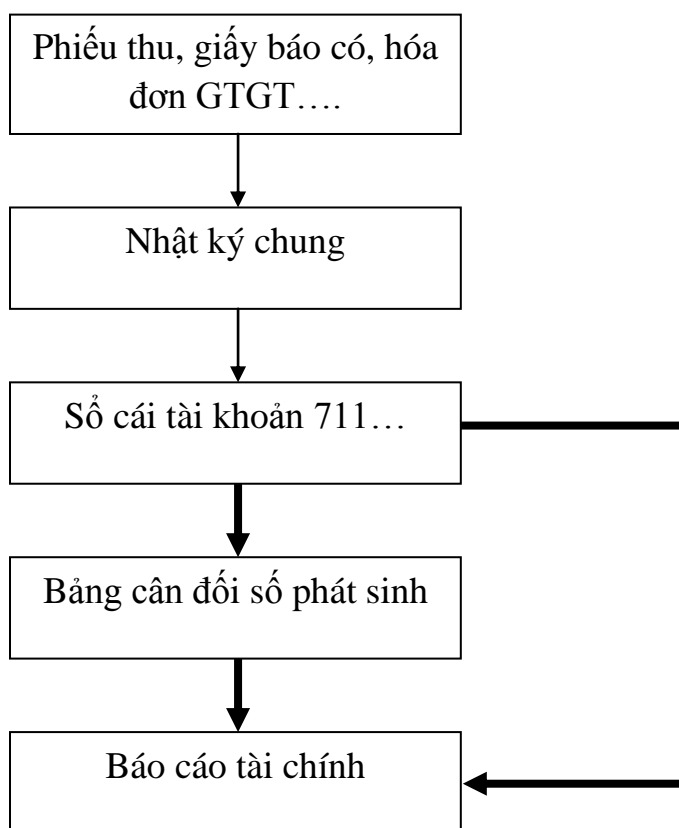 Phiếu thu, giấy báo có, hóa
đơn GTGT….
Nhật ký chung
Sổ cái tài khoản 711…
Bảng cân đối số phát sinh
Báo cáo tài chính